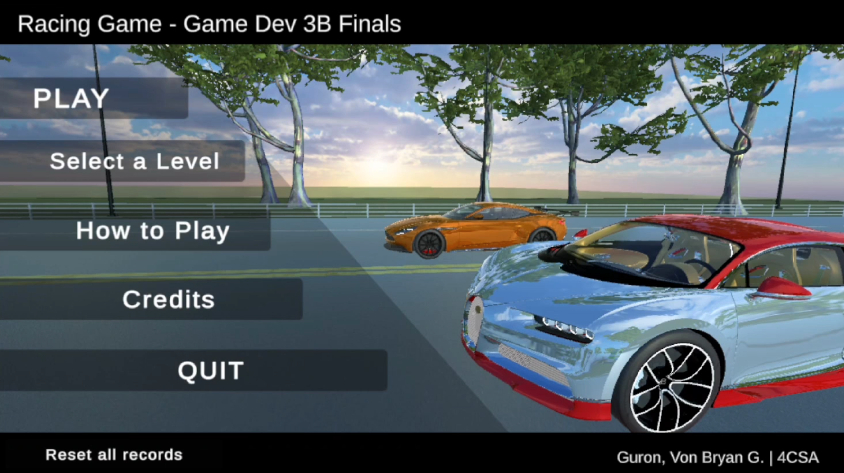 Racing Game - Game Dev 3B Finals
PLAY
Select a Level
How to Play
Credits
QUIT
Reset all records
Guron, Von Bryan G. | 4CSA